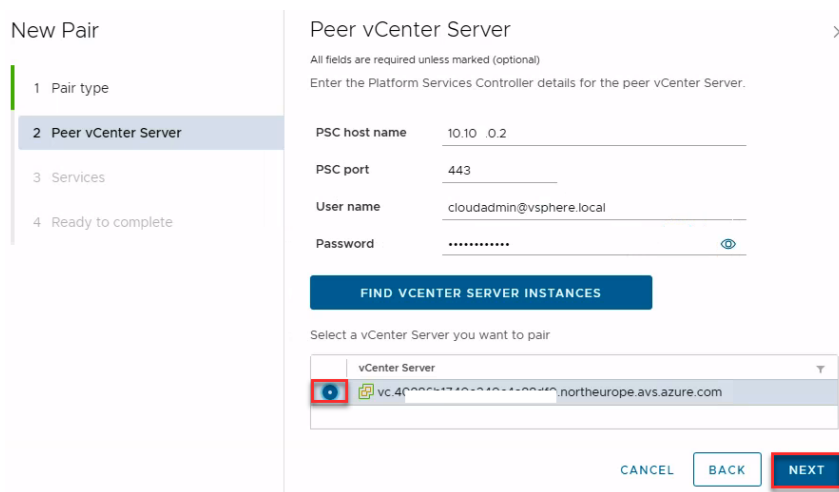 New Pair
1 Pair type
2 Peer vCenter Server
3 Services
4 Ready to complete
Peer vCenter Server
All fields are required unless marked (optional)
Enter the Platform Services Controller details for the peer vCenter Server.
PSC host name 10.10 .0.2
PSC port 443
User name cloudadmin@vsphere.local
Password ••••••••••••
FIND VCENTER SERVER INSTANCES
Select a vCenter Server you want to pair
vCenter Server
.northeurope.avs.azure.com
CANCEL BACK NEXT